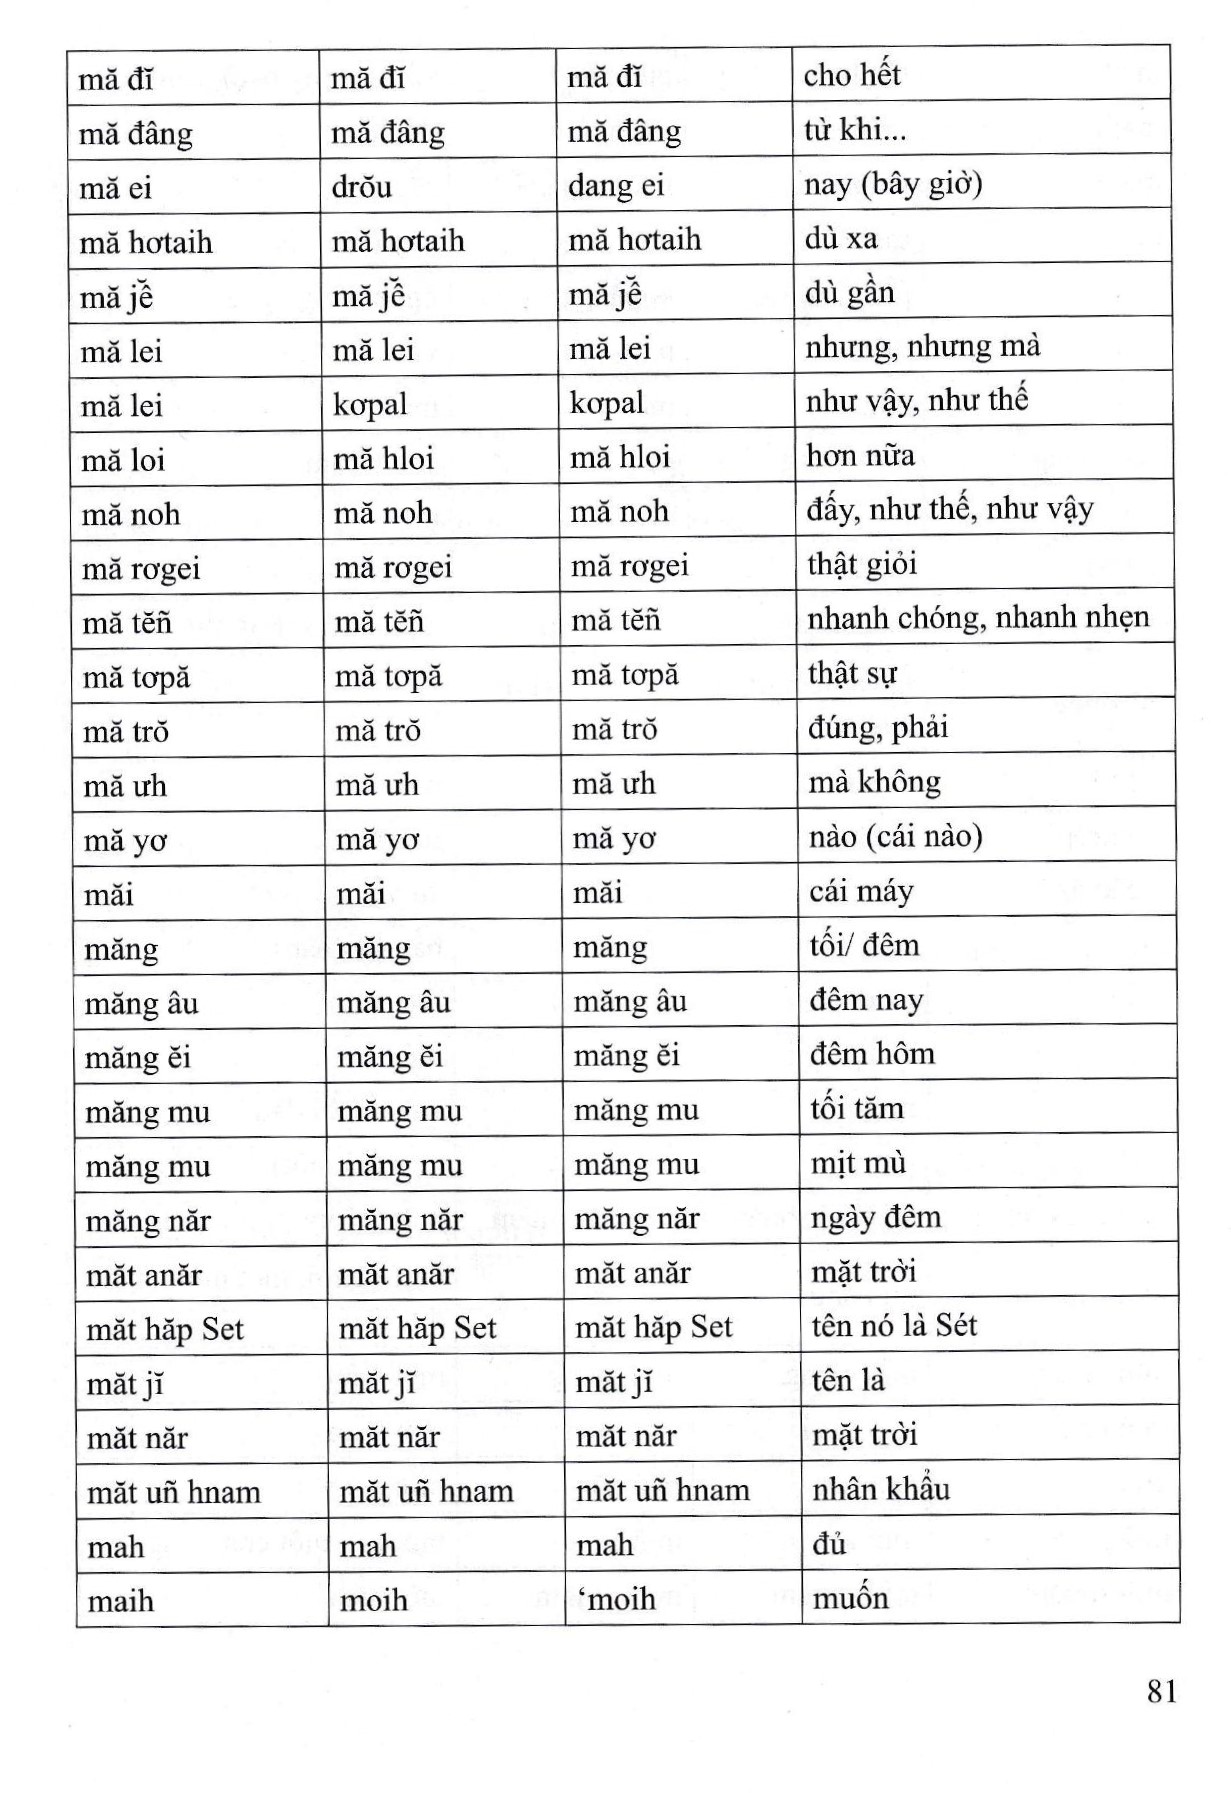 mă đĭ mă đĭ mă đĭ cho hết
mă đâng mă đâng mă đâng từ khi...
mă ei drŏu dang ei nay (bây giờ)
mă hơtaih mă hơtaih mă hơtaih dù xa
mă jê̆ mă jê̆ mă jê̆ dù gần
mă lei mă lei mă lei nhưng, nhưng mà
mă lei kơpal kơpal như vậy, như thế
mă loi mă hloi mă hloi hơn nữa
mă noh mă noh mă noh đấy, như thế, như vậy
mă rơgei mă rơgei mă rơgei thật giỏi
mă tĕñ mă tĕñ mă tĕñ nhanh chóng, nhanh nhẹn
mă tơpă mă tơpă mă tơpă thật sự
mă trŏ mă trŏ mă trŏ đúng, phải
mă ưh mă ưh mă ưh mà không
mă yơ mă yơ mă yơ nào (cái nào)
măi măi măi cái máy
măng măng măng tối/ đêm
măng âu măng âu măng âu đêm nay
măng ĕi măng ĕi măng ĕi đêm hôm
măng mu măng mu măng mu tối tăm
măng mu măng mu măng mu mịt mù
măng năr măng năr măng năr ngày đêm
măt anăr măt anăr măt anăr mặt trời
măt hăp Set măt hăp Set măt hăp Set tên nó là Sét
măt jĭ măt jĭ măt jĭ tên là
măt năr măt năr măt năr mặt trời
măt uñ hnam măt uñ hnam măt uñ hnam nhân khẩu
mah mah mah đủ
maih moih ‘moih muốn
81